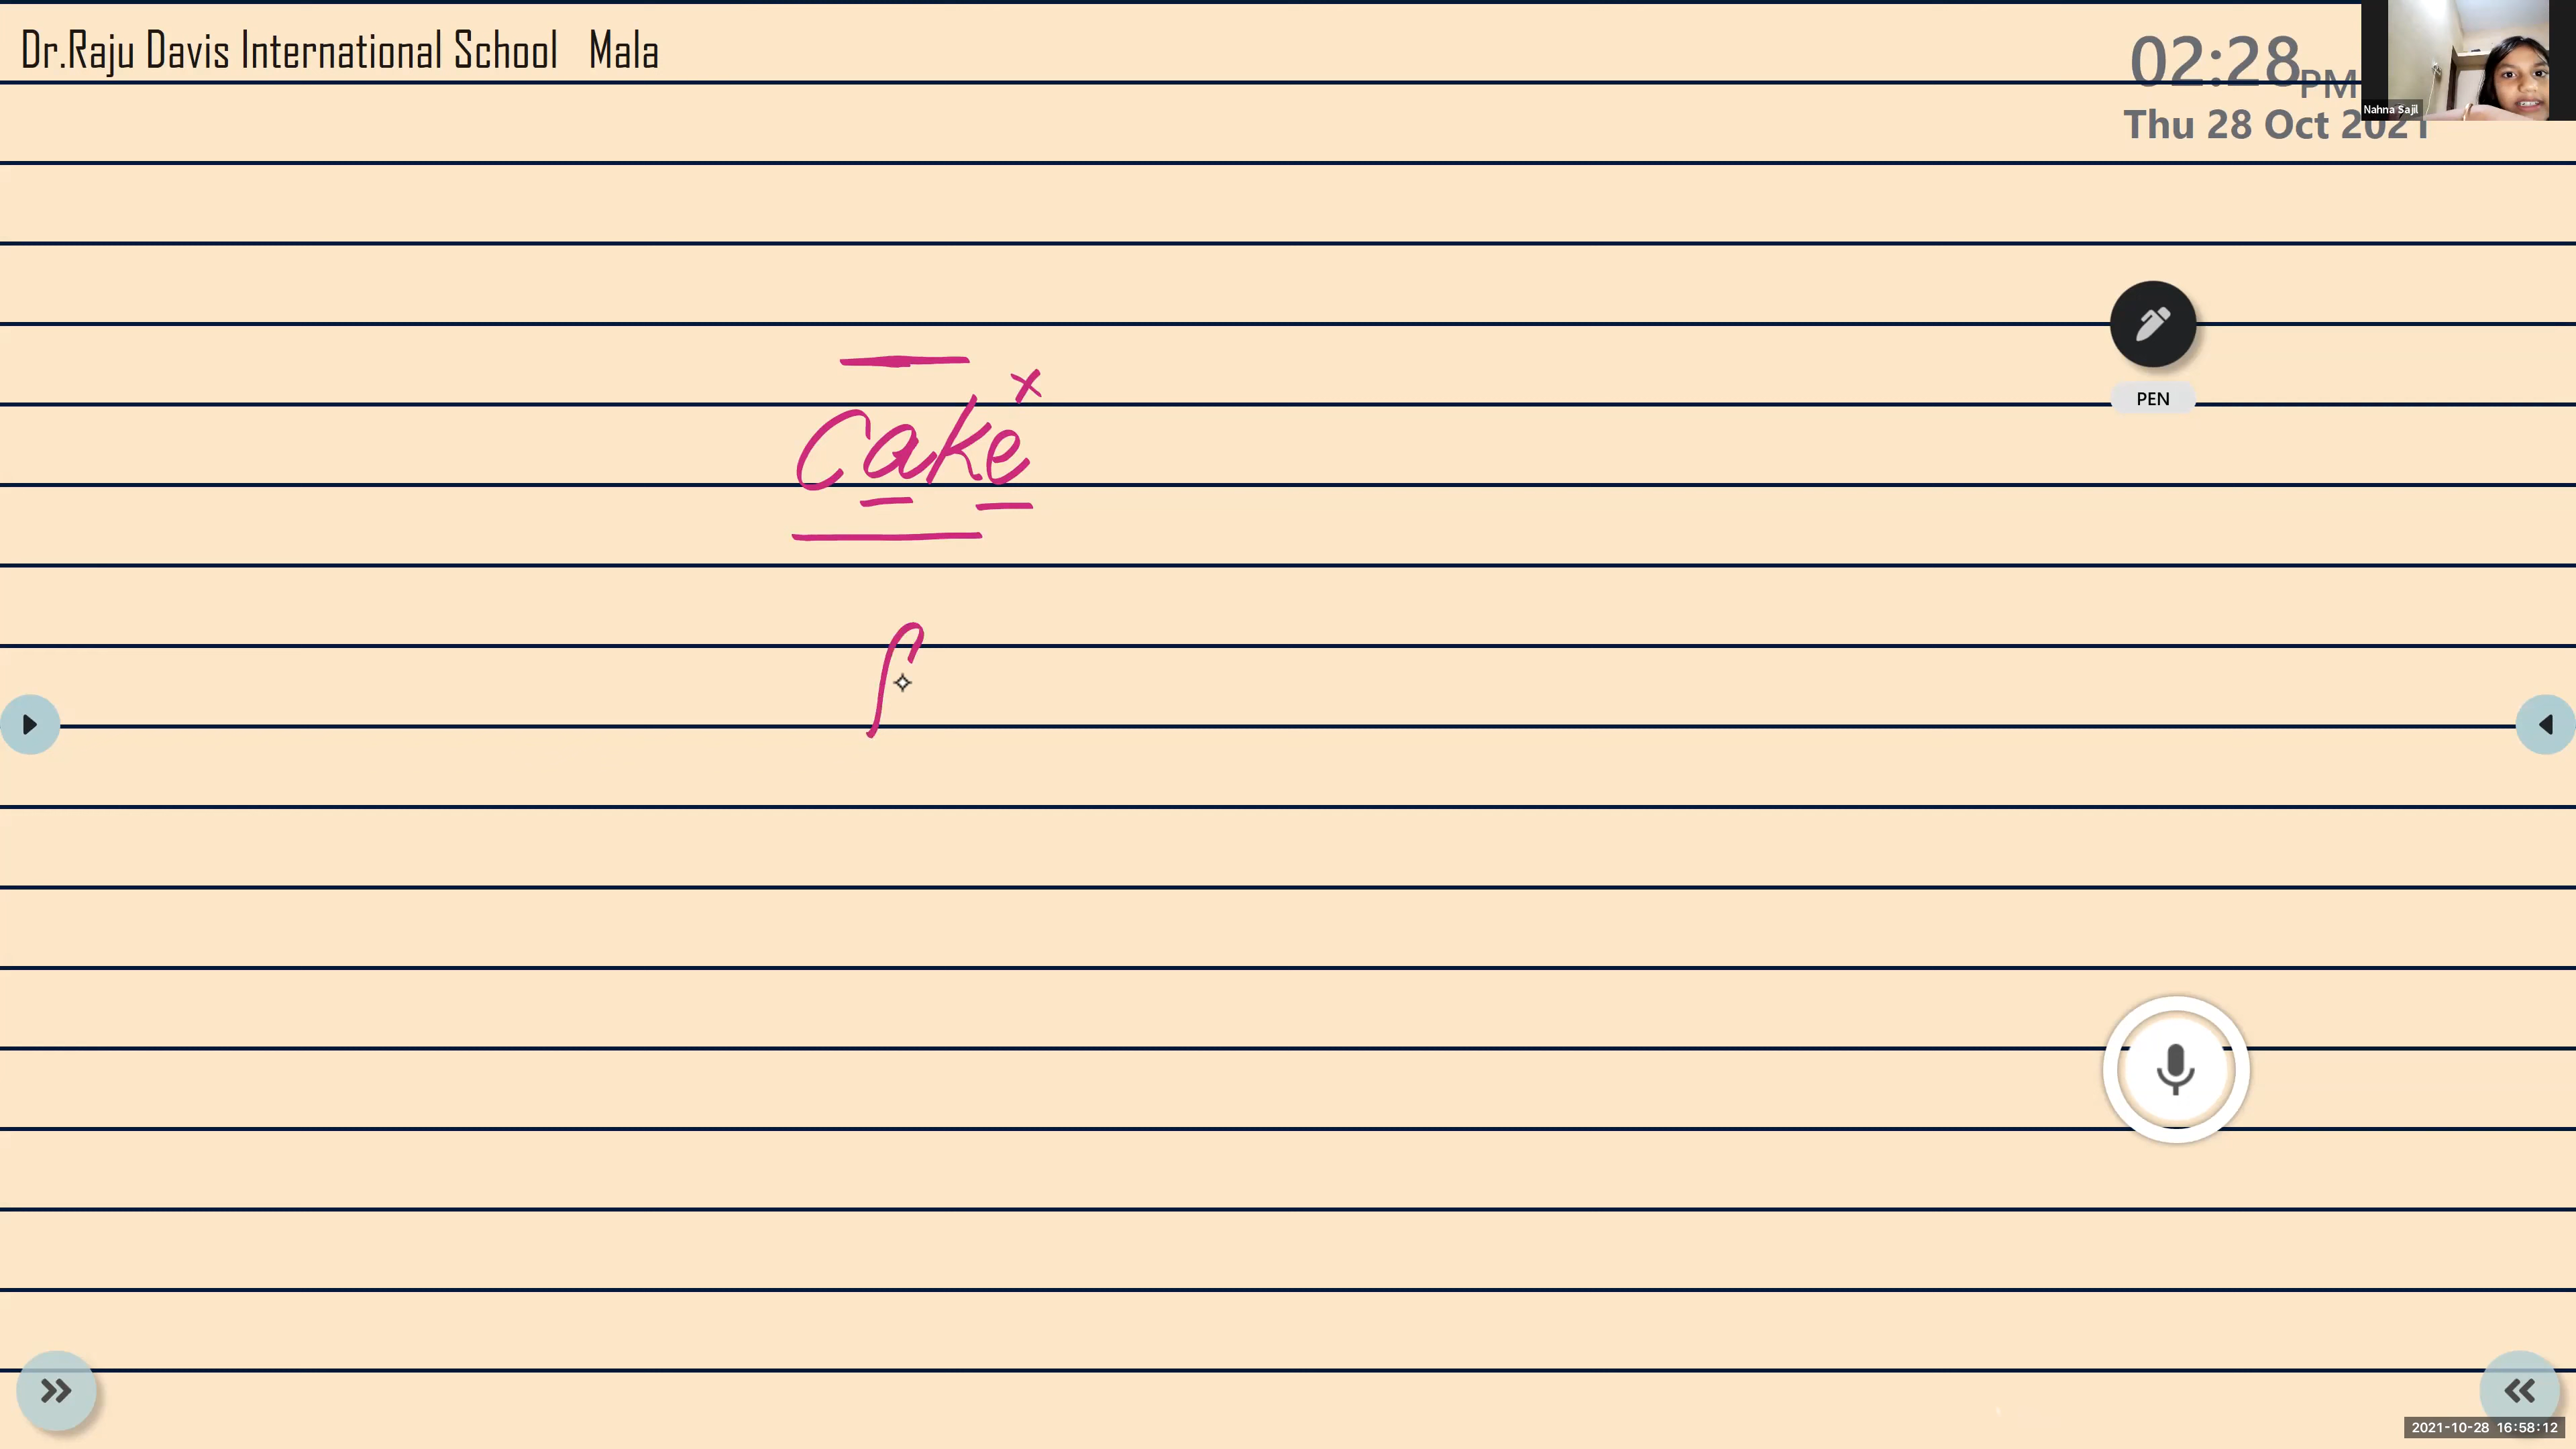 Dr.Raju Davis International School Mala
02:28PM
Nahna Sajil
Thu 28 Oct 2021
PEN
x
Cake
2021-10-28 16:58:12